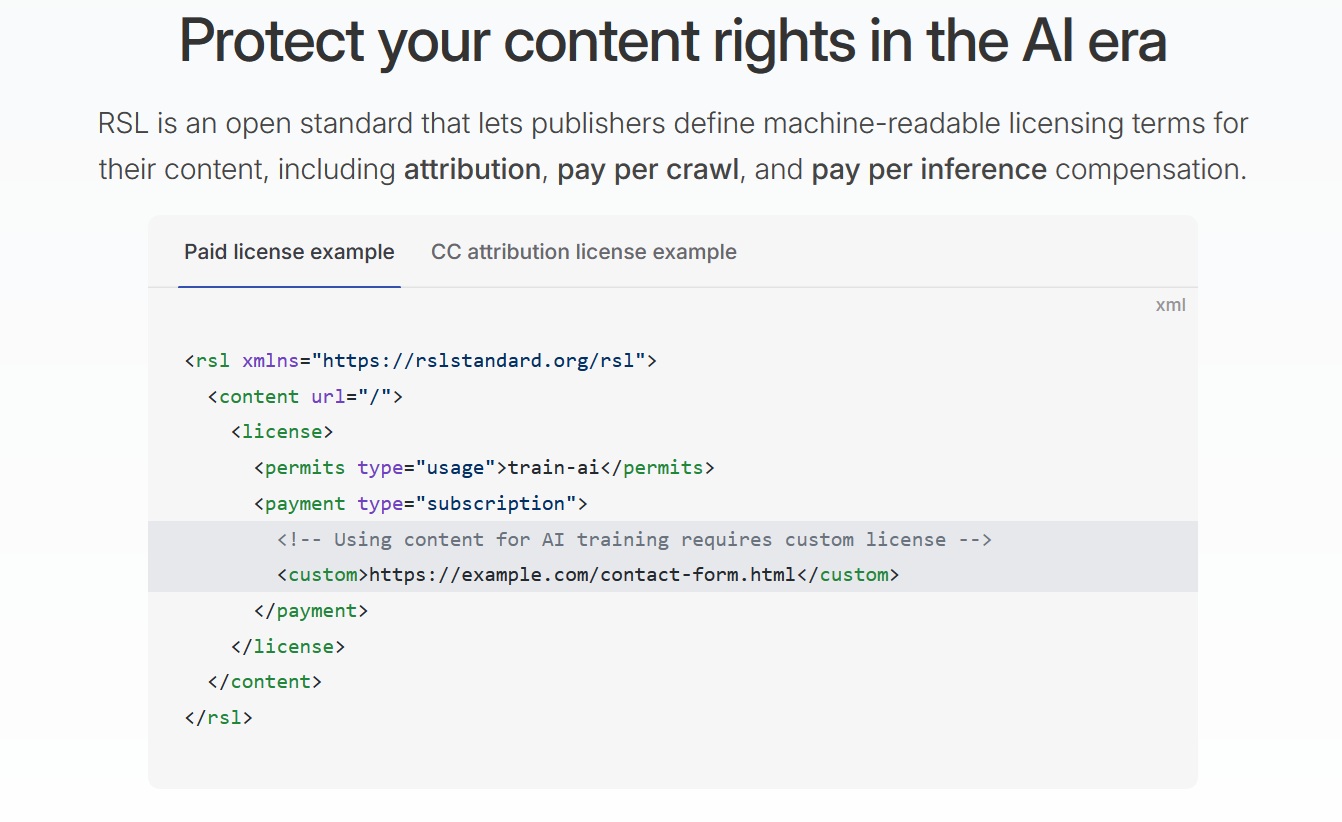 Protect your content rights in the AI era
RSL is an open standard that lets publishers define machine-readable licensing terms for
their content, including attribution, pay per crawl, and pay per inference compensation.
Paid license example CC attribution license example
xml
<rsl xmlns="https://rslstandard.org/rsl">
  <content url="/">
    <license>
      <permits type="usage">train-ai</permits>
      <payment type="subscription">
        <!-- Using content for AI training requires custom license -->
        <custom>https://example.com/contact-form.html</custom>
      </payment>
    </license>
  </content>
</rsl>